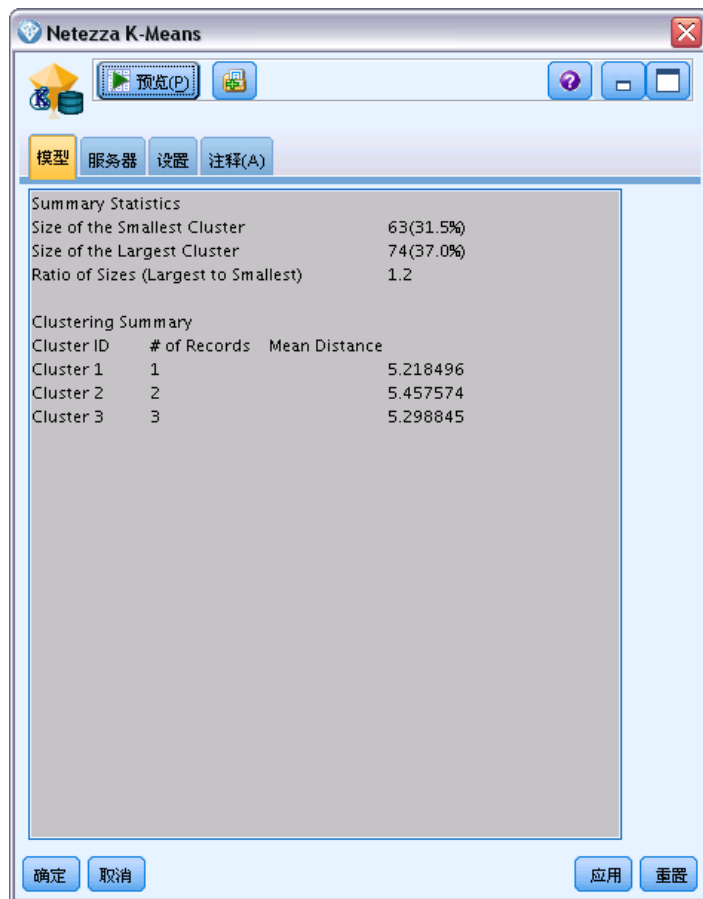 Netezza K-Means
预览(P)
模型 服务器 设置 注释(A)
Summary Statistics
Size of the Smallest Cluster 63(31.5%)
Size of the Largest Cluster 74(37.0%)
Ratio of Sizes (Largest to Smallest) 1.2
Clustering Summary
Cluster ID # of Records Mean Distance
Cluster 1 1 5.218496
Cluster 2 2 5.457574
Cluster 3 3 5.298845
确定 取消 应用 重置